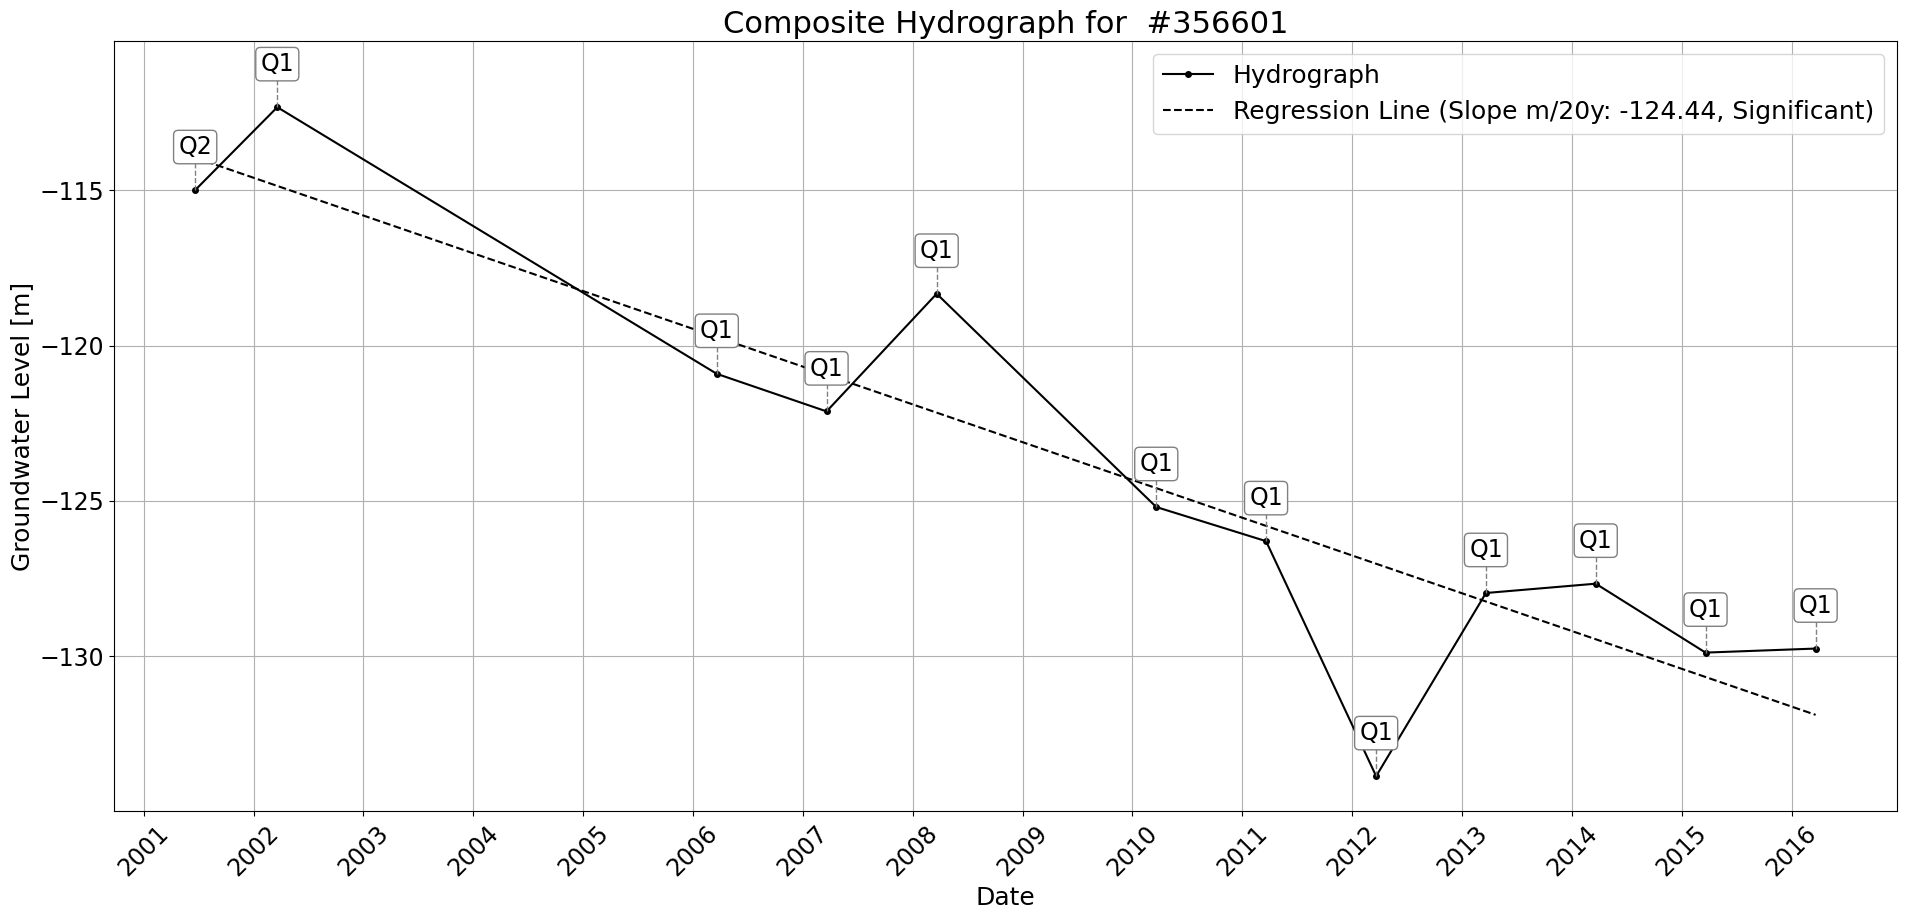 Composite Hydrograph for  #356601
Hydrograph
Regression Line (Slope m/20y: -124.44, Significant)
Groundwater Level [m]
−115
−120
−125
−130
Q2
Q1
Q1
Q1
Q1
Q1
Q1
Q1
Q1
Q1
Q1
Q1
2001
2002
2003
2004
2005
2006
2007
2008
2009
2010
2011
2012
2013
2014
2015
2016
Date